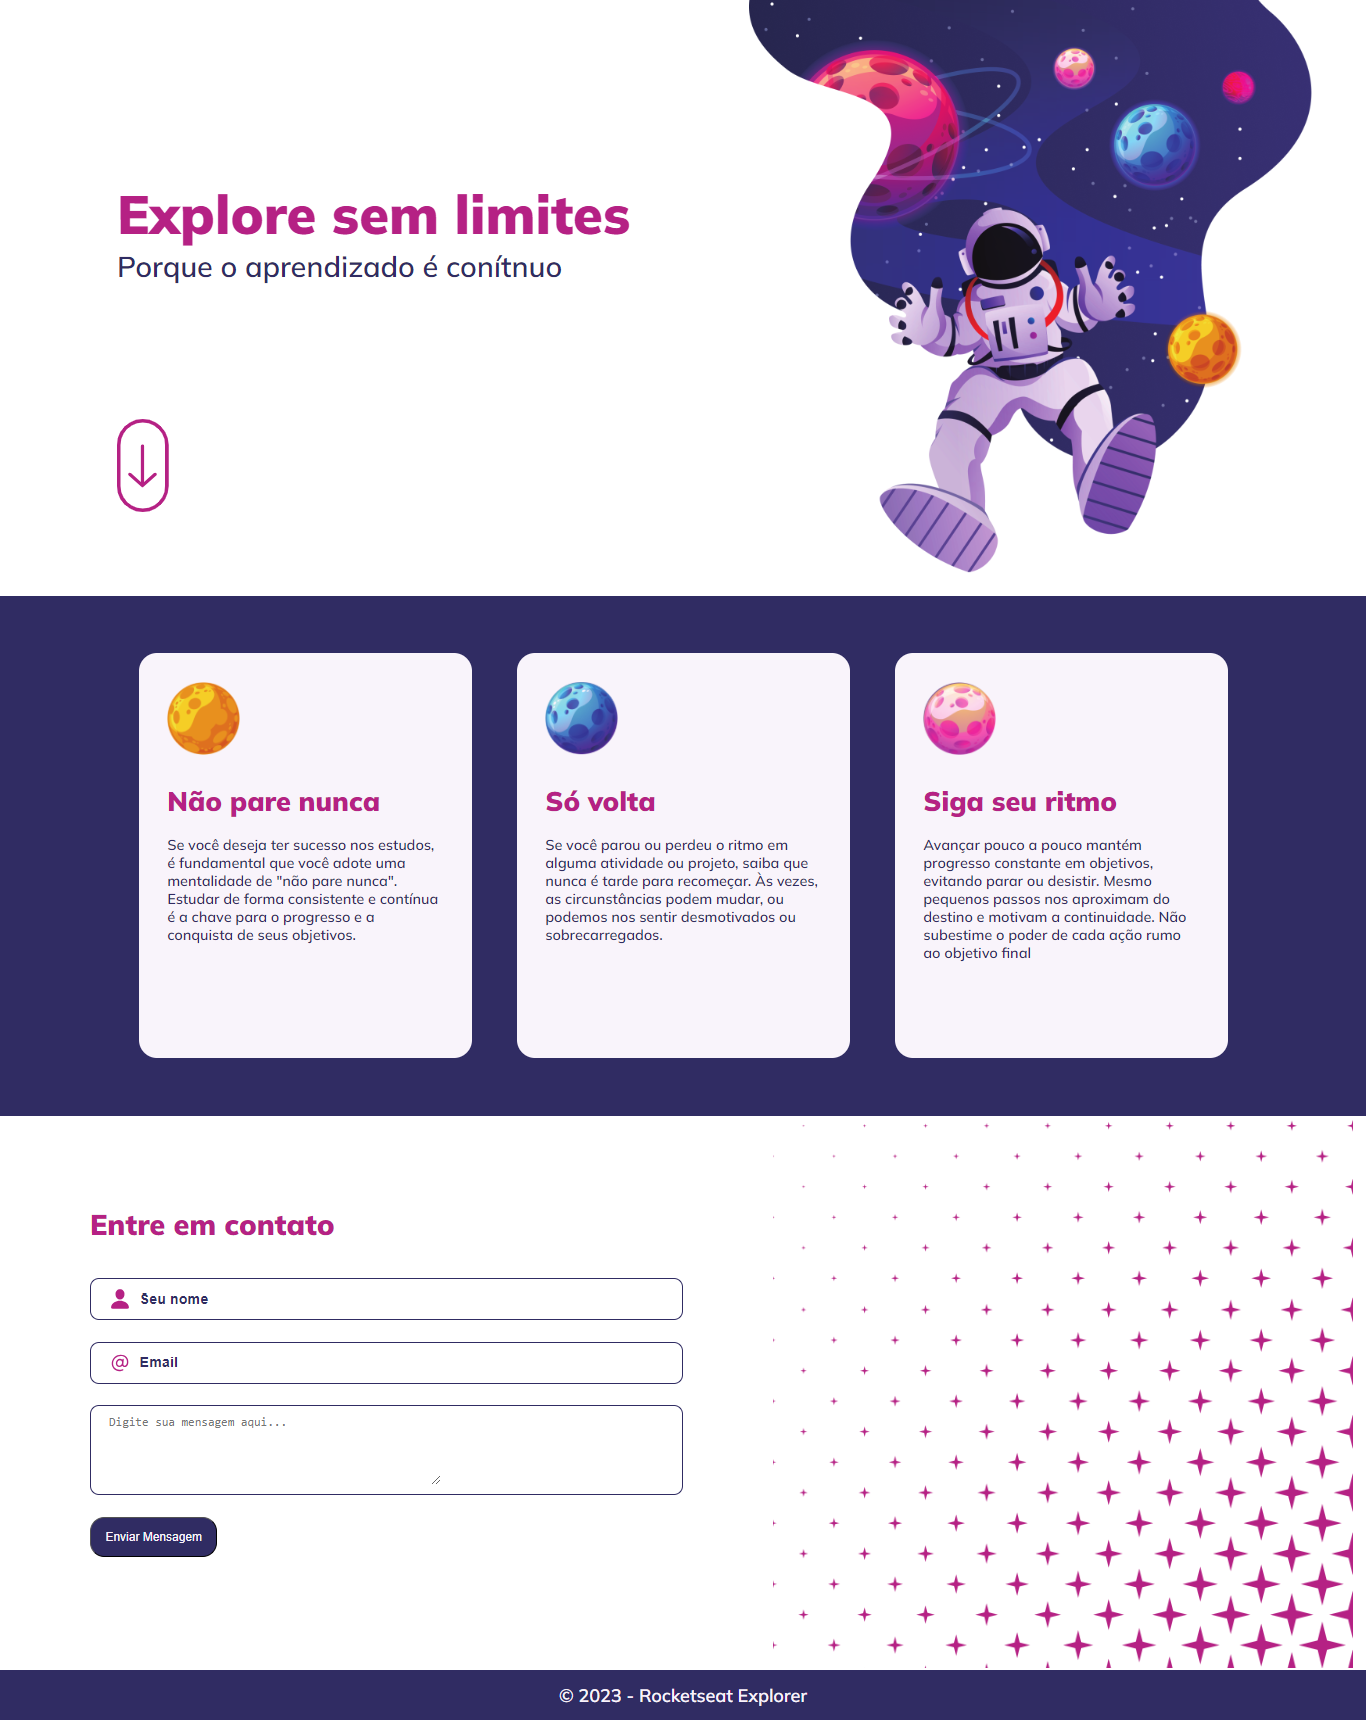 Explore sem limites
Porque o aprendizado é conítnuo
Não pare nunca
Se você deseja ter sucesso nos estudos,
é fundamental que você adote uma
mentalidade de "não pare nunca".
Estudar de forma consistente e contínua
é a chave para o progresso e a
conquista de seus objetivos.
Só volta
Se você parou ou perdeu o ritmo em
alguma atividade ou projeto, saiba que
nunca é tarde para recomeçar. Às vezes,
as circunstâncias podem mudar, ou
podemos nos sentir desmotivados ou
sobrecarregados.
Siga seu ritmo
Avançar pouco a pouco mantém
progresso constante em objetivos,
evitando parar ou desistir. Mesmo
pequenos passos nos aproximam do
destino e motivam a continuidade. Não
subestime o poder de cada ação rumo
ao objetivo final
Entre em contato
Seu nome
@ Email
Digite sua mensagem aqui...
Enviar Mensagem
© 2023 - Rocketseat Explorer